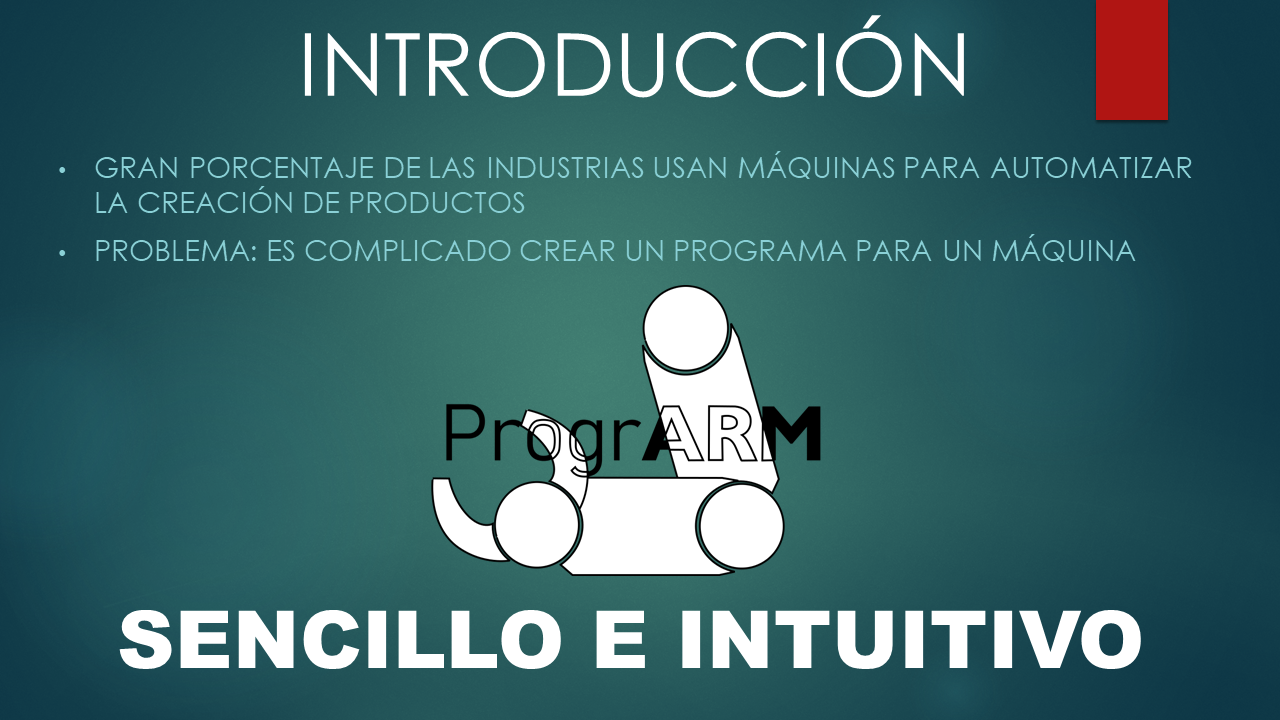 INTRODUCCIÓN
• GRAN PORCENTAJE DE LAS INDUSTRIAS USAN MÁQUINAS PARA AUTOMATIZAR
LA CREACIÓN DE PRODUCTOS
• PROBLEMA: ES COMPLICADO CREAR UN PROGRAMA PARA UN MÁQUINA
ProgrARM
SENCILLO E INTUITIVO